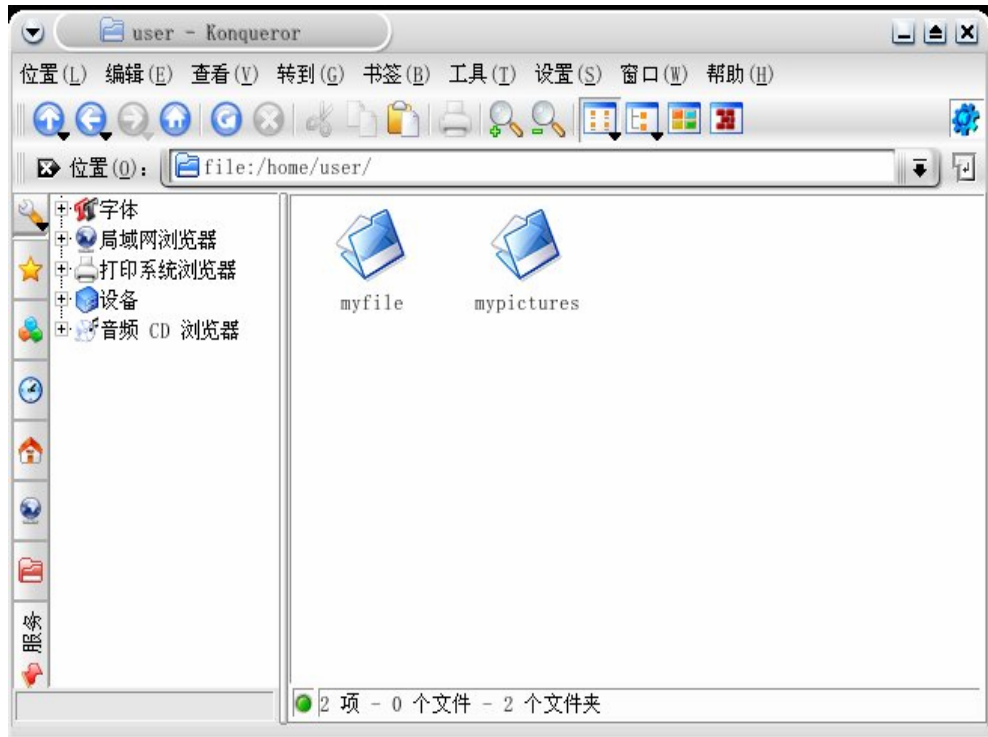 user - Konqueror
位置(L) 编辑(E) 查看(V) 转到(G) 书签(B) 工具(T) 设置(S) 窗口(W) 帮助(H)
位置(O): file:/home/user/
字体
局域网浏览器
打印系统浏览器
设备
音频 CD 浏览器
myfile mypictures
服务
2 项 - 0 个文件 - 2 个文件夹